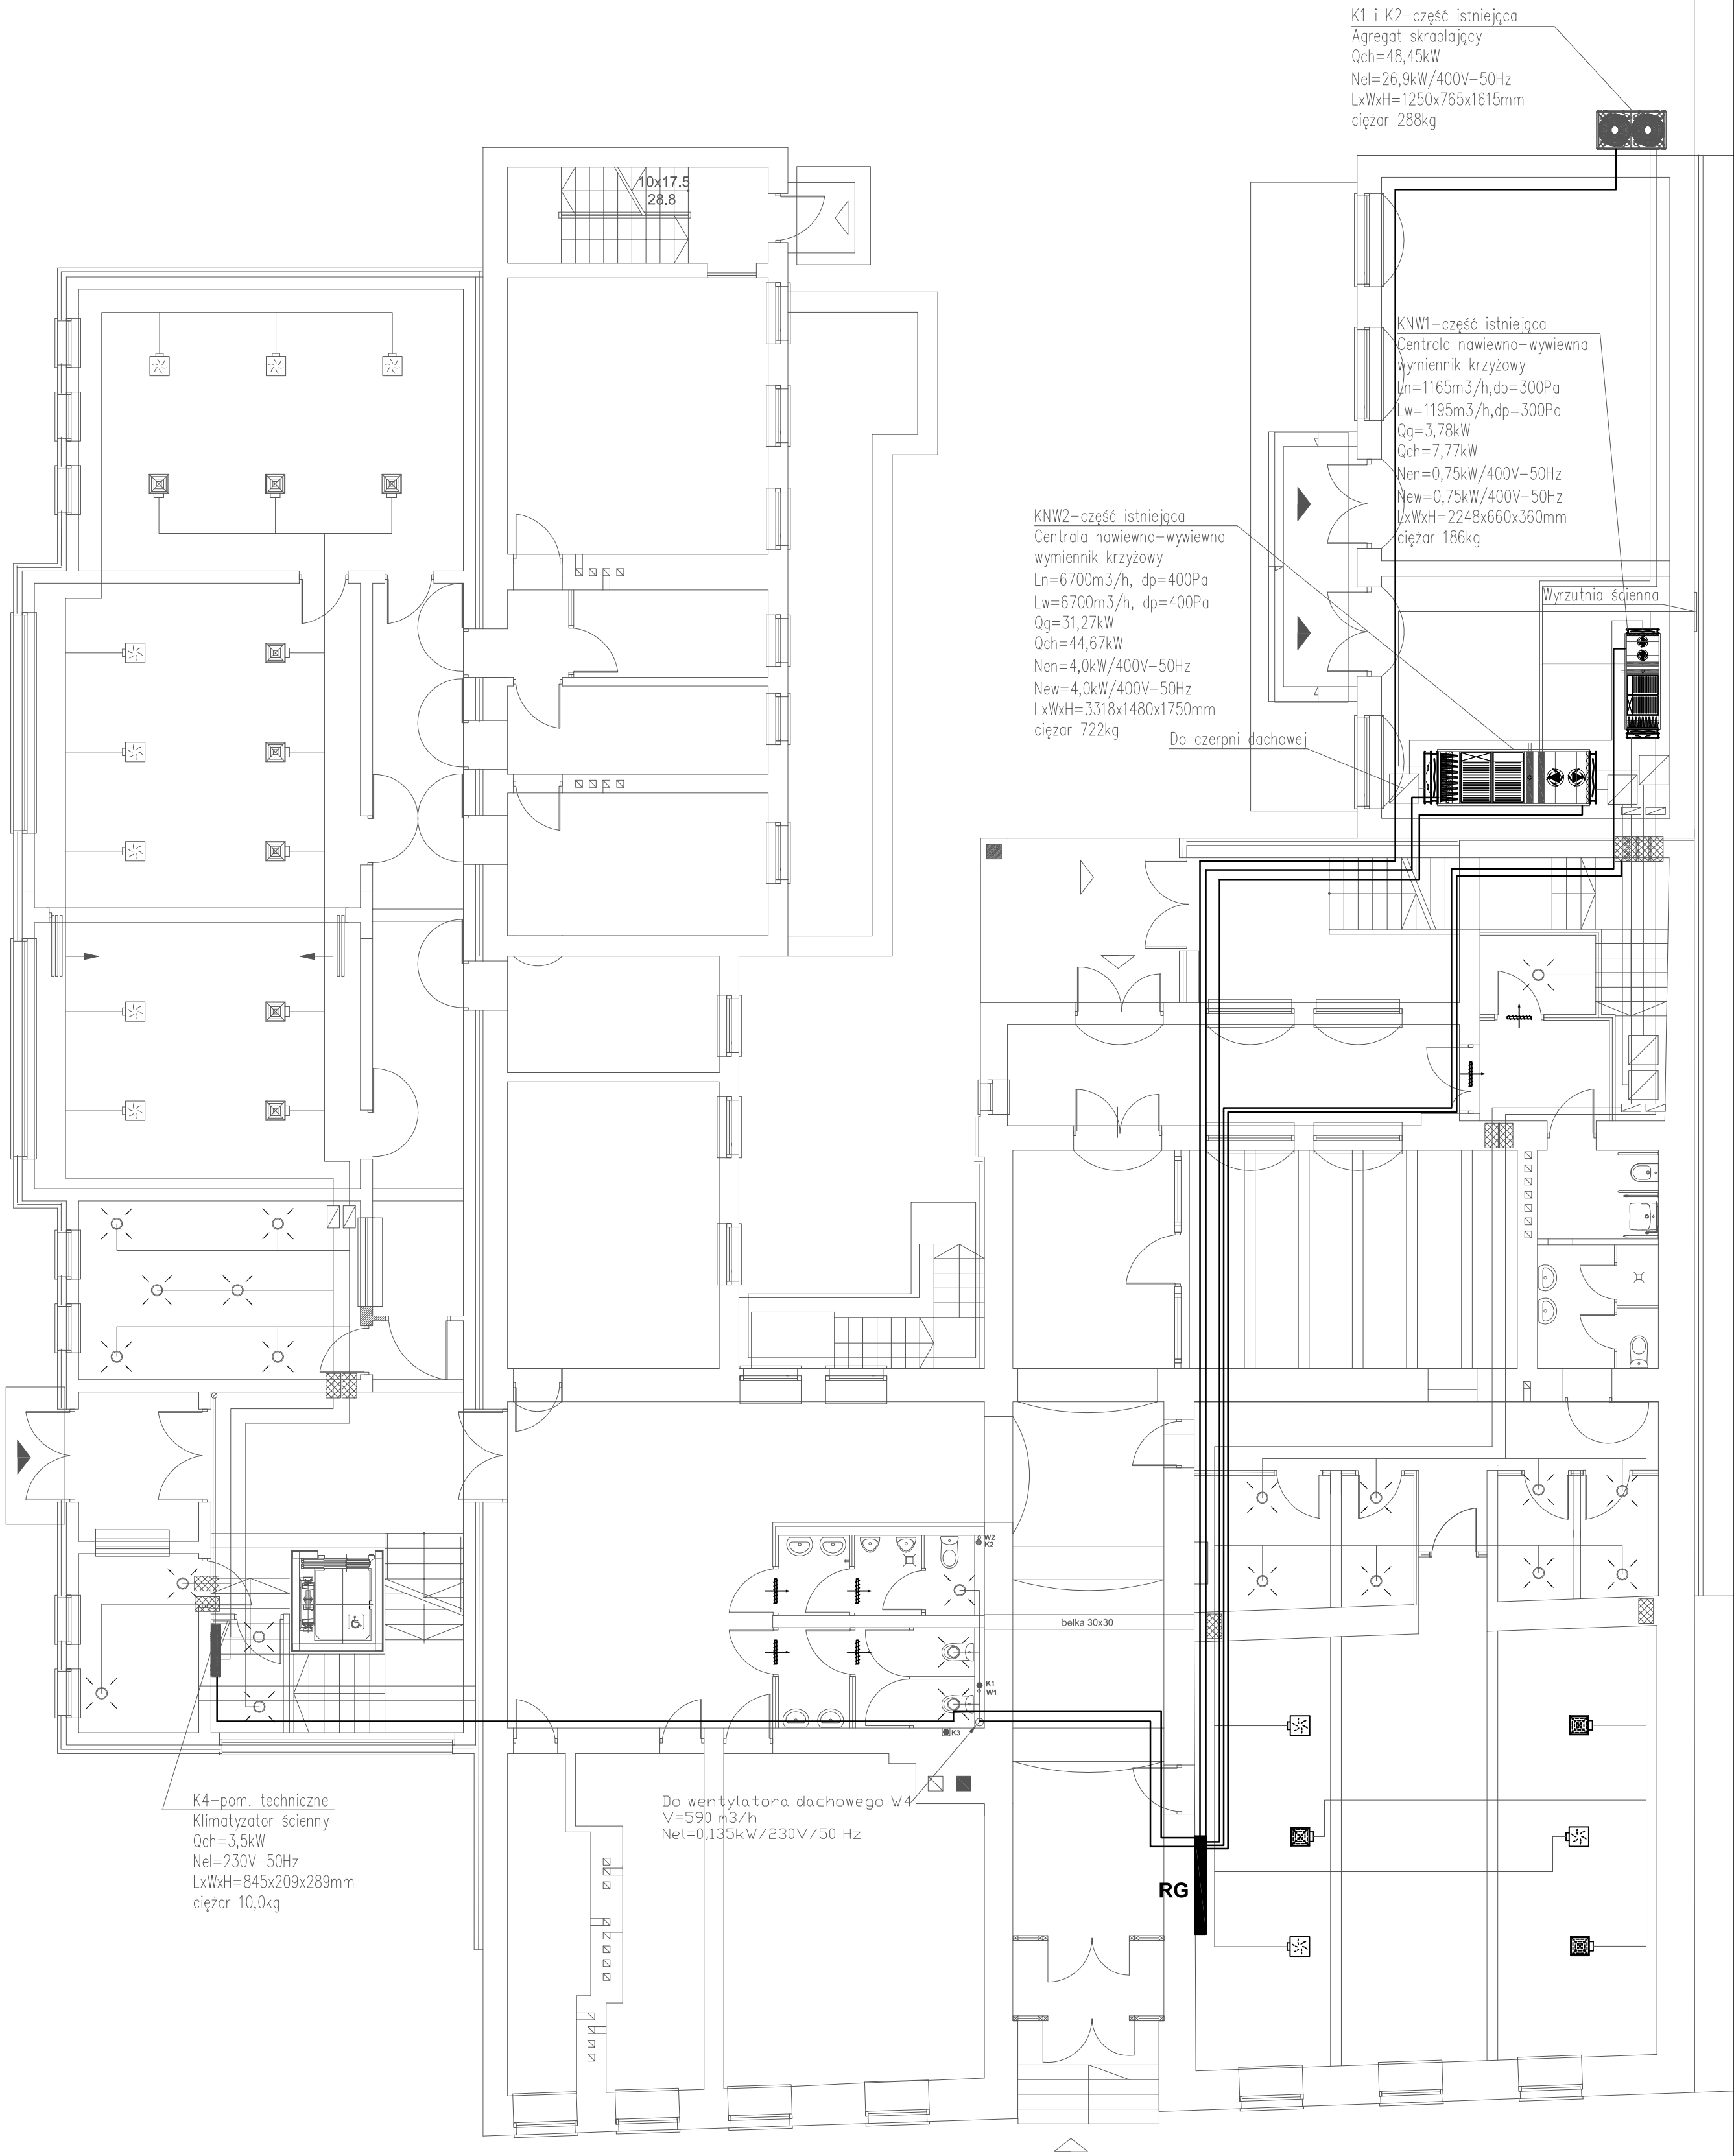 K1 i K2-część istniejąca
Agregat skraplający
Qch=48,45kW
Nel=26,9kW/400V-50Hz
LxWxH=1250x765x1615mm
ciężar 288kg
10x17.5
28.8
KNW1-część istniejąca
Centrala nawiewno-wywiewna
wymiennik krzyżowy
Ln=1165m3/h,dp=300Pa
Lw=1195m3/h,dp=300Pa
Qg=3,78kW
Qch=7,77kW
Nen=0,75kW/400V-50Hz
New=0,75kW/400V-50Hz
LxWxH=2248x660x360mm
ciężar 186kg
KNW2-część istniejąca
Centrala nawiewno-wywiewna
wymiennik krzyżowy
Ln=6700m3/h, dp=400Pa
Lw=6700m3/h, dp=400Pa
Qg=31,27kW
Qch=44,67kW
Nen=4,0kW/400V-50Hz
New=4,0kW/400V-50Hz
LxWxH=3318x1480x1750mm
ciężar 722kg
Wyrzutnia ścienna
Do czerpni dachowej
W2
K2
belka 30x30
K1
W1
K3
K4-pom. techniczne
Klimatyzator ścienny
Qch=3,5kW
Nel=230V-50Hz
LxWxH=845x209x289mm
ciężar 10,0kg
Do wentylatora dachowego W4
V=590 m3/h
Nel=0,135kW/230V/50 Hz
RG